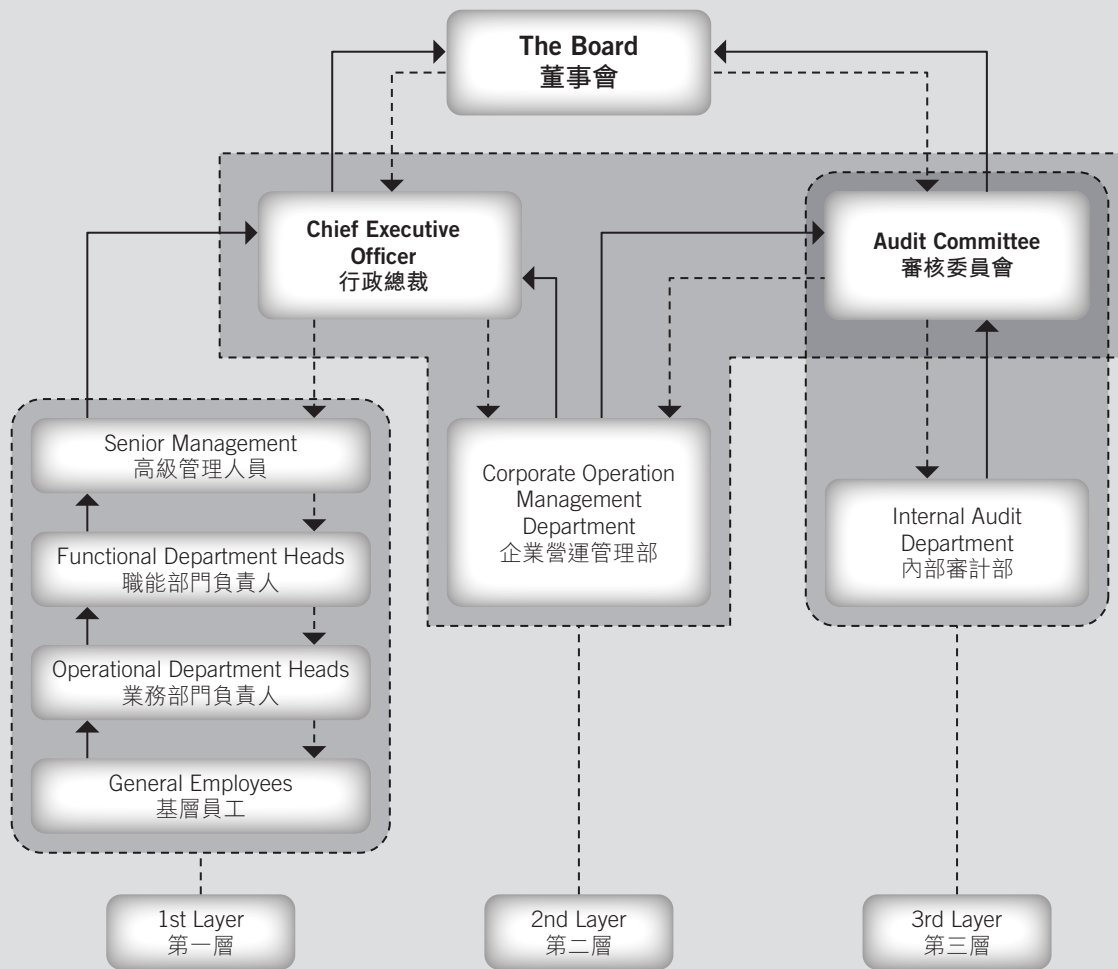 The Board
董事會
Chief Executive
Officer
行政總裁
Audit Committee
審核委員會
Senior Management
高級管理人員
Functional Department Heads
職能部門負責人
Operational Department Heads
業務部門負責人
General Employees
基層員工
Corporate Operation
Management
Department
企業營運管理部
Internal Audit
Department
內部審計部
1st Layer
第一層
2nd Layer
第二層
3rd Layer
第三層